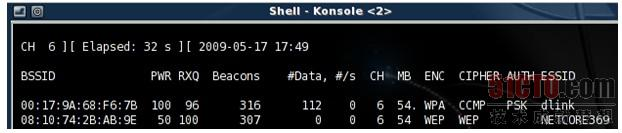 Shell - Konsole <2>
CH 6 ][ Elapsed: 32 s ][ 2009-05-17 17:49
BSSID PWR RXQ Beacons #Data, #/s CH MB ENC CIPHER AUTH ESSID
00:17:9A:68:F6:7B 100 96 316 112 0 6 54. WPA CCMP PSK dlink
08:10:74:2B:AB:9E 50 100 307 0 0 6 54 WEP WEP NETCORE369
51CTO.com